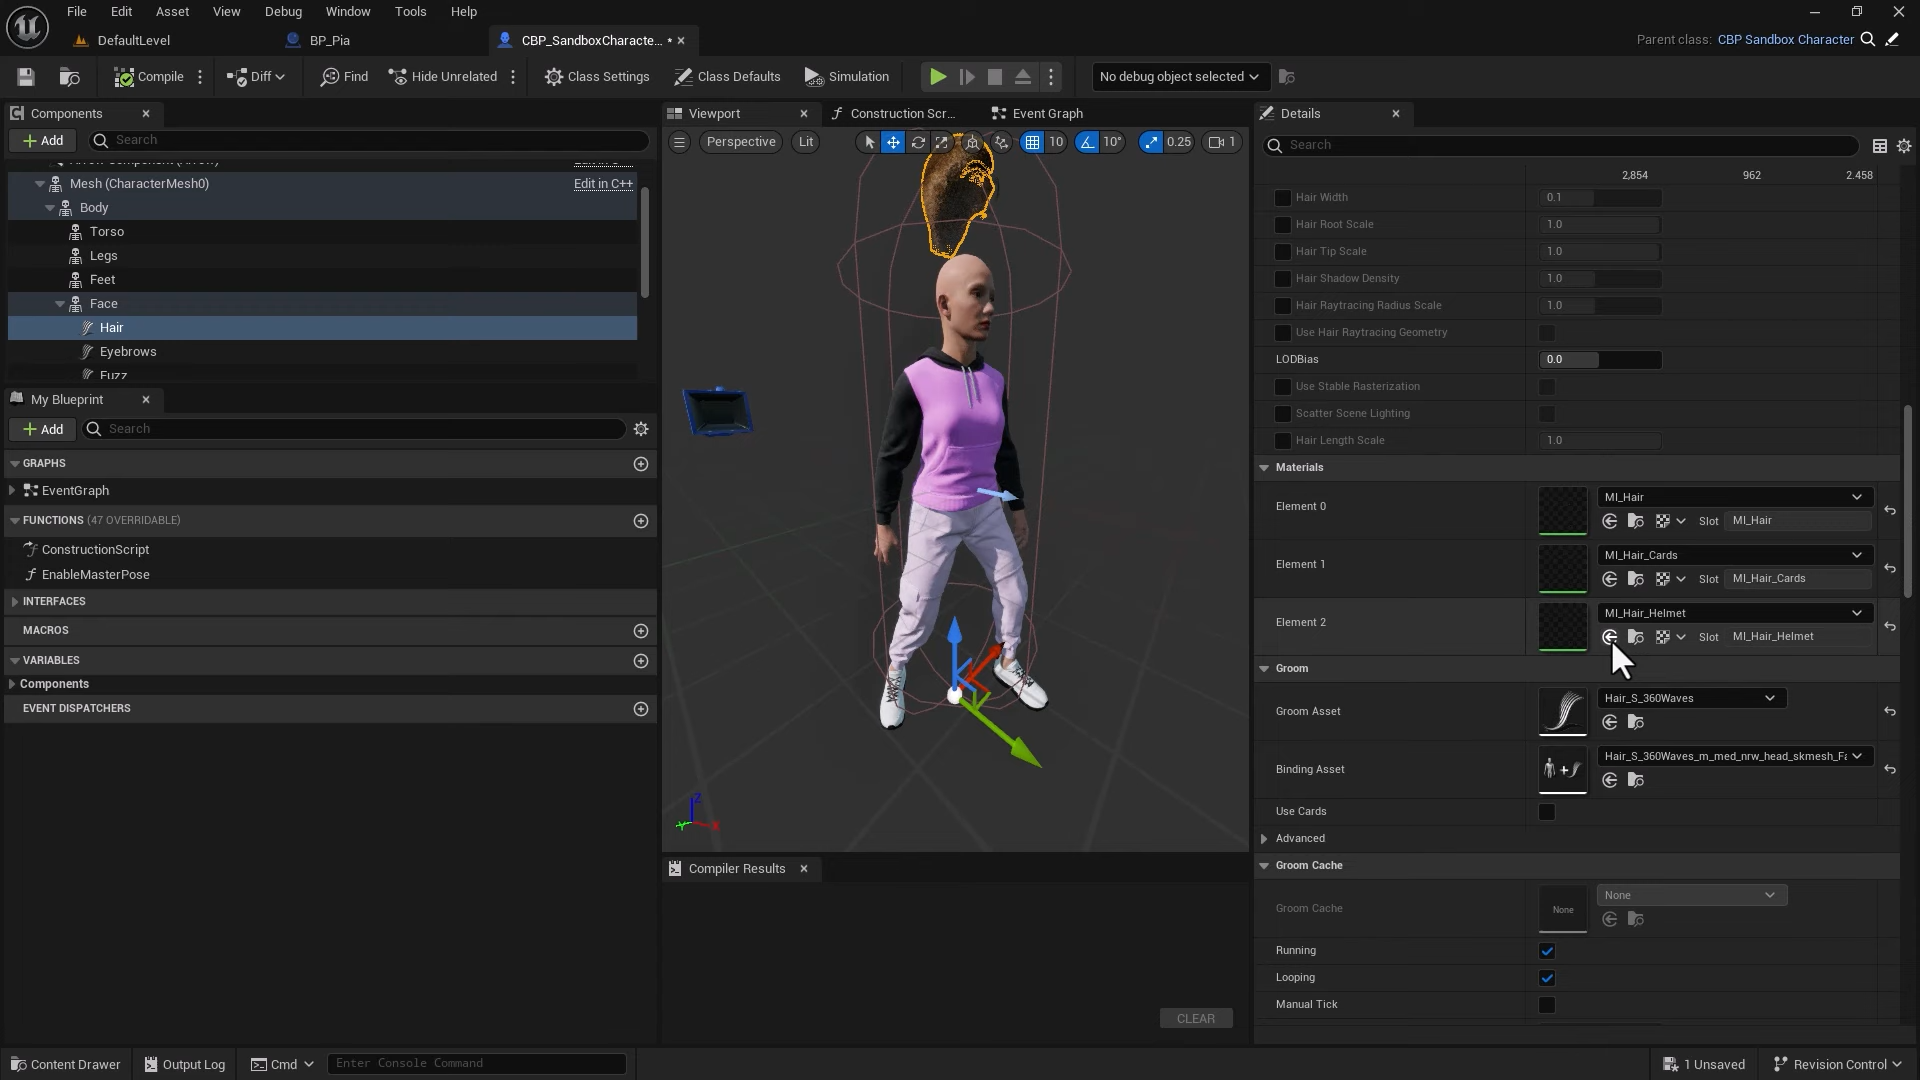 File Edit Asset View Debug Window Tools Help
DefaultLevel BP_Pia CBP_SandboxCharacte... •
Parent class: CBP Sandbox Character
Compile Diff Find Hide Unrelated Class Settings Class Defaults Simulation No debug object selected
Components
Add Search
Mesh (CharacterMesh0) Edit in C++
Body
Torso
Legs
Feet
Face
Hair
Eyebrows
Fuzz
My Blueprint
Add Search
GRAPHS
EventGraph
FUNCTIONS (47 OVERRIDABLE)
ConstructionScript
EnableMasterPose
INTERFACES
MACROS
VARIABLES
Components
EVENT DISPATCHERS
Viewport Construction Scr... Event Graph
Perspective Lit 10 10° 0.25 1
Z
Y X
Compiler Results
CLEAR
Details
Search
2,854 962 2.458
Hair Width 0.1
Hair Root Scale 1.0
Hair Tip Scale 1.0
Hair Shadow Density 1.0
Hair Raytracing Radius Scale 1.0
Use Hair Raytracing Geometry
LODBias 0.0
Use Stable Rasterization
Scatter Scene Lighting
Hair Length Scale 1.0
Materials
Element 0 MI_Hair
Slot MI_Hair
Element 1 MI_Hair_Cards
Slot MI_Hair_Cards
Element 2 MI_Hair_Helmet
Slot MI_Hair_Helmet
Groom
Groom Asset Hair_S_360Waves
Binding Asset Hair_S_360Waves_m_med_nrw_head_skmesh_Fa
Use Cards
Advanced
Groom Cache
Groom Cache None None
Running
Looping
Manual Tick
Content Drawer Output Log Cmd Enter Console Command 1 Unsaved Revision Control